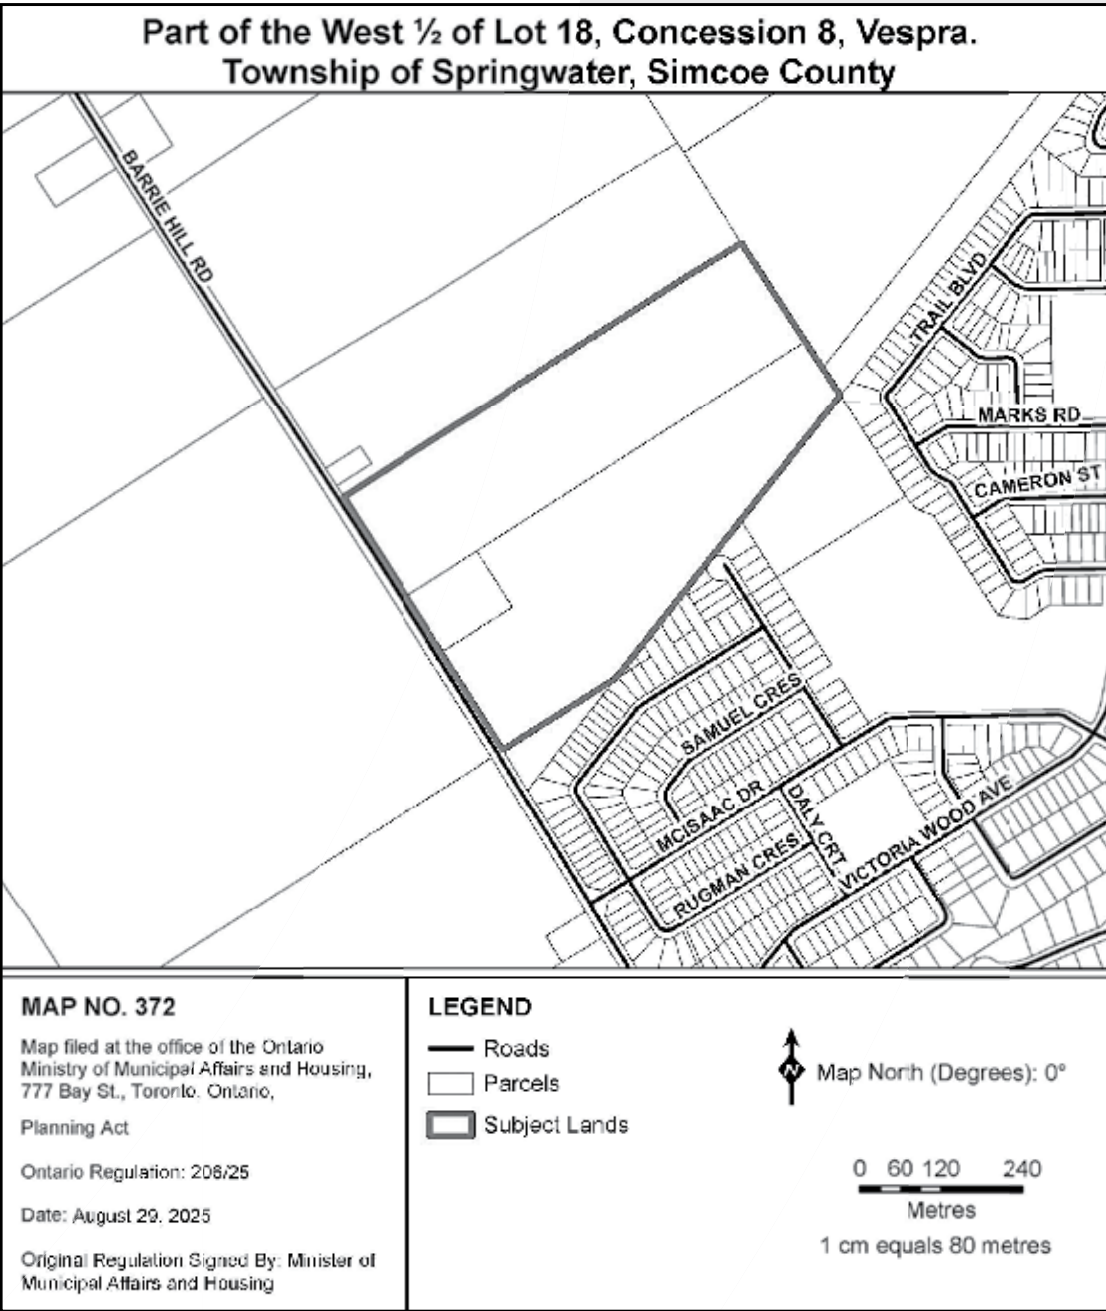 Part of the West ½ of Lot 18, Concession 8, Vespra.
Township of Springwater, Simcoe County
BARRIE HILL RD
TRAIL BLVD
MARKS RD
CAMERON ST
SAMUEL CRES
MCISAAC DR
DALY CRT
VICTORIA WOOD AVE
RUGMAN CRES
MAP NO. 372
Map filed at the office of the Ontario
Ministry of Municipal Affairs and Housing,
777 Bay St., Toronto, Ontario,
Planning Act
Ontario Regulation: 206/25
Date: August 29, 2025
Original Regulation Signed By: Minister of
Municipal Affairs and Housing
LEGEND
Roads
Parcels
Subject Lands
N
Map North (Degrees): 0°
0 60 120 240
Metres
1 cm equals 80 metres